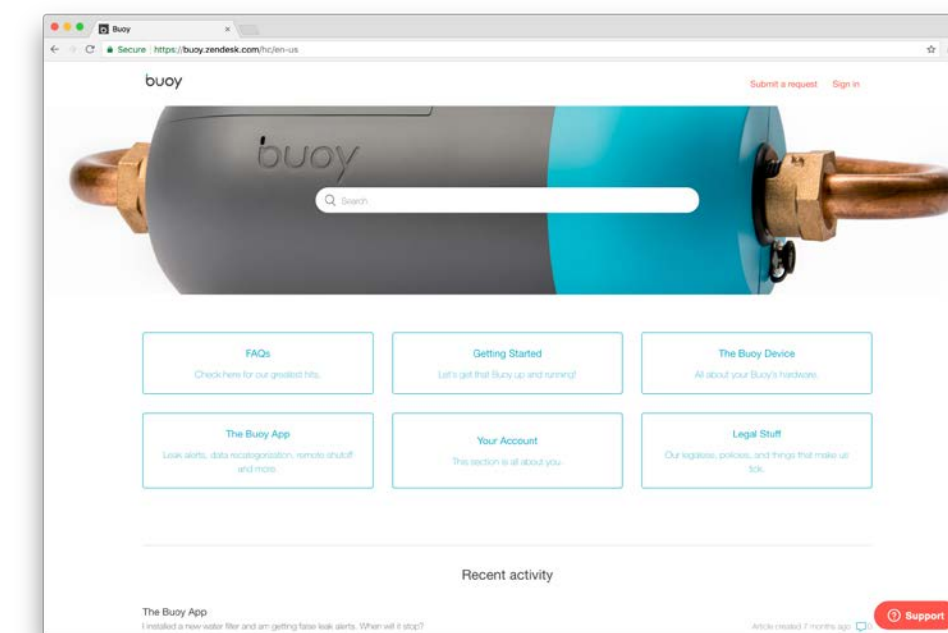 Buoy
Secure https://buoy.zendesk.com/hc/en-us
buoy
Submit a request Sign in
buoy
Search
FAQs
Check here for our greatest hits.
Getting Started
Let's get that Buoy up and running!
The Buoy Device
All about your Buoy's hardware.
The Buoy App
Leak alerts, data recategorization, remote shutoff
and more.
Your Account
This section is all about you.
Legal Stuff
Our legalese, policies, and things that make us
tick.
Recent activity
The Buoy App
I installed a new water filter and am getting false leak alerts. When will it stop?
Article created 7 months ago 0
Support